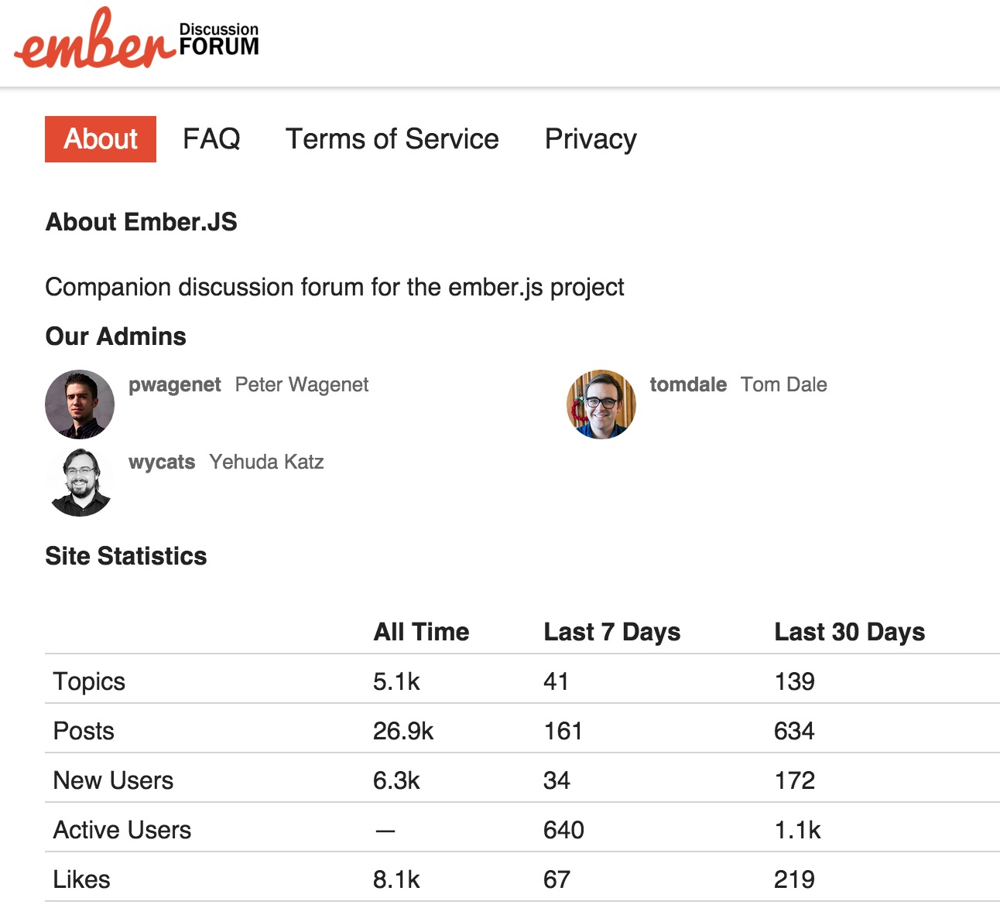 ember Discussion FORUM
About FAQ Terms of Service Privacy
About Ember.JS
Companion discussion forum for the ember.js project
Our Admins
pwagenet Peter Wagenet tomdale Tom Dale
wycats Yehuda Katz
Site Statistics
All Time Last 7 Days Last 30 Days
Topics 5.1k 41 139
Posts 26.9k 161 634
New Users 6.3k 34 172
Active Users — 640 1.1k
Likes 8.1k 67 219